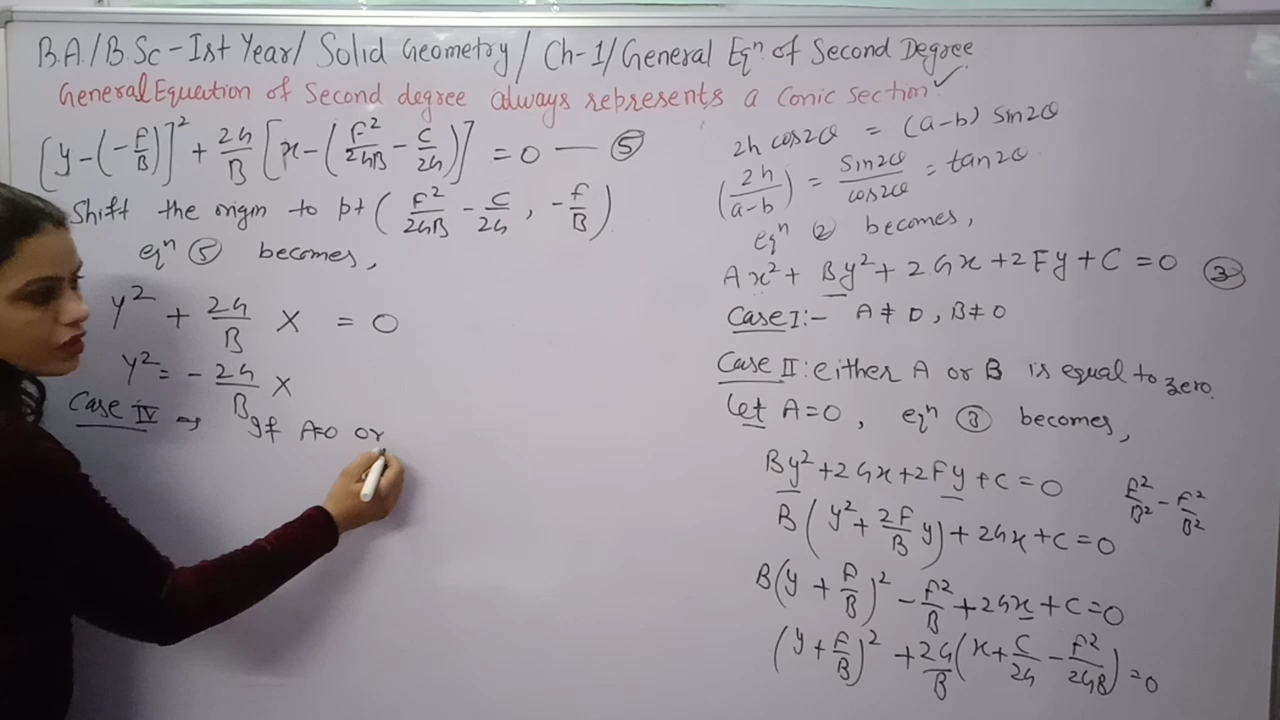 B.A./B.Sc - Ist Year/ Solid Geometry / Ch-1/ General Eqⁿ of Second Degree
General Equation of Second degree always represents a Conic section ✓
[y-(-F/B)]² + 2G/B [x-(F²/2GB - C/2G)] = 0 — ⑤
Shift the origin to pt (F²/2GB - C/2G, -F/B)
eqⁿ ⑤ becomes,
Y² + 2G/B X = 0
Y² = - 2G/B X
Case IV → If A=0 or
2h cos2θ = (a-b) sin2θ
(2h/a-b) = sin2θ/cos2θ = tan2θ
eqⁿ ② becomes,
Ax² + By² + 2Gx + 2Fy + C = 0 ③
Case I:- A ≠ 0, B ≠ 0
Case II: either A or B is equal to zero.
Let A=0, eqⁿ ③ becomes,
By² + 2Gx + 2Fy + C = 0
F²/B² - F²/B²
B(y² + 2F/B y) + 2Gx + C = 0
B(y + F/B)² - F²/B + 2Gx + C = 0
(y + F/B)² + 2G/B (x + C/2G - F²/2GB) = 0